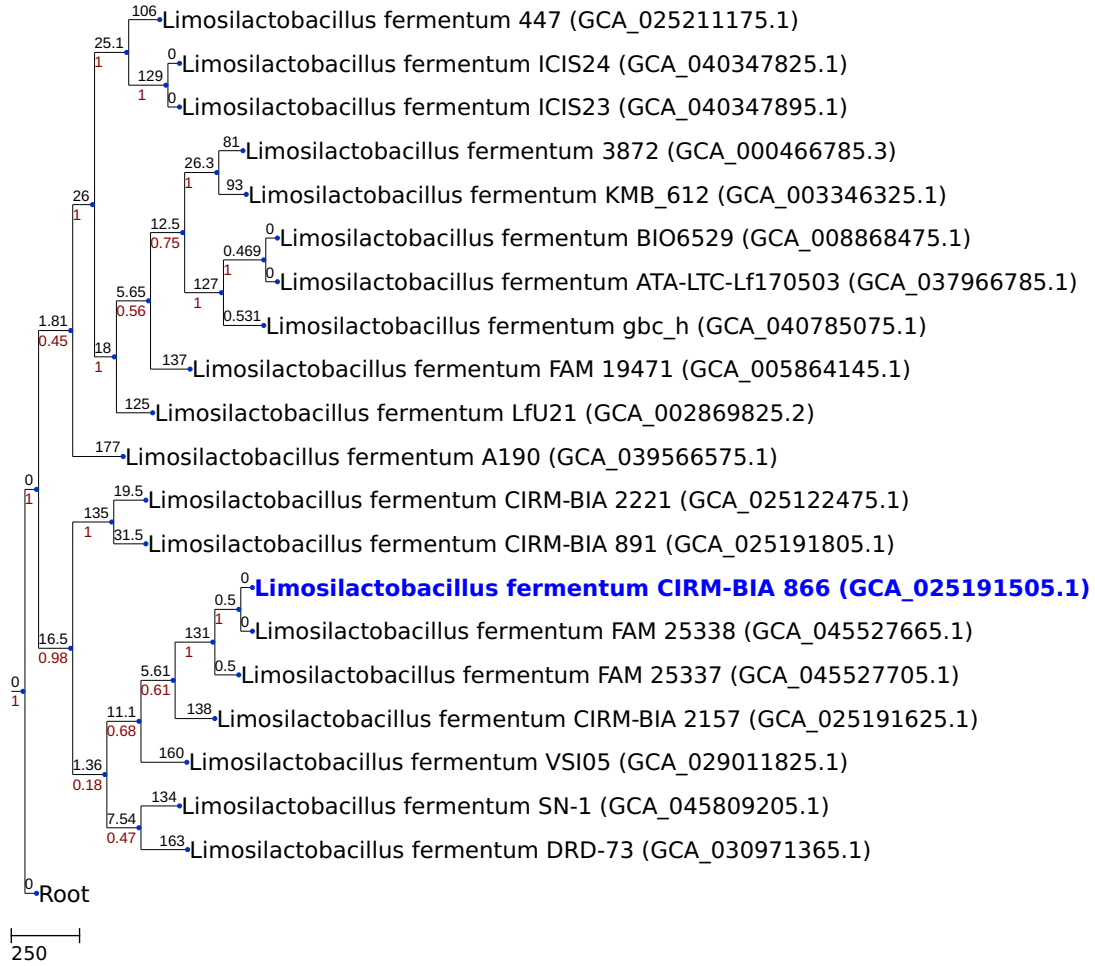 106
Limosilactobacillus fermentum 447 (GCA_025211175.1)
25.1
1
0
Limosilactobacillus fermentum ICIS24 (GCA_040347825.1)
129
1
0
Limosilactobacillus fermentum ICIS23 (GCA_040347895.1)
81
Limosilactobacillus fermentum 3872 (GCA_000466785.3)
26.3
1
93
Limosilactobacillus fermentum KMB_612 (GCA_003346325.1)
26
1
12.5
0.75
0
Limosilactobacillus fermentum BIO6529 (GCA_008868475.1)
0.469
1
0
Limosilactobacillus fermentum ATA-LTC-Lf170503 (GCA_037966785.1)
127
1
5.65
0.56
0.531
Limosilactobacillus fermentum gbc_h (GCA_040785075.1)
1.81
0.45
18
1
137
Limosilactobacillus fermentum FAM 19471 (GCA_005864145.1)
125
Limosilactobacillus fermentum LfU21 (GCA_002869825.2)
177
Limosilactobacillus fermentum A190 (GCA_039566575.1)
0
1
19.5
Limosilactobacillus fermentum CIRM-BIA 2221 (GCA_025122475.1)
135
1
31.5
Limosilactobacillus fermentum CIRM-BIA 891 (GCA_025191805.1)
0
Limosilactobacillus fermentum CIRM-BIA 866 (GCA_025191505.1)
0.5
1
0
Limosilactobacillus fermentum FAM 25338 (GCA_045527665.1)
16.5
0.98
131
1
0.5
Limosilactobacillus fermentum FAM 25337 (GCA_045527705.1)
5.61
0.61
0
1
138
Limosilactobacillus fermentum CIRM-BIA 2157 (GCA_025191625.1)
11.1
0.68
160
Limosilactobacillus fermentum VSI05 (GCA_029011825.1)
1.36
0.18
134
Limosilactobacillus fermentum SN-1 (GCA_045809205.1)
7.54
0.47
163
Limosilactobacillus fermentum DRD-73 (GCA_030971365.1)
0
Root
250